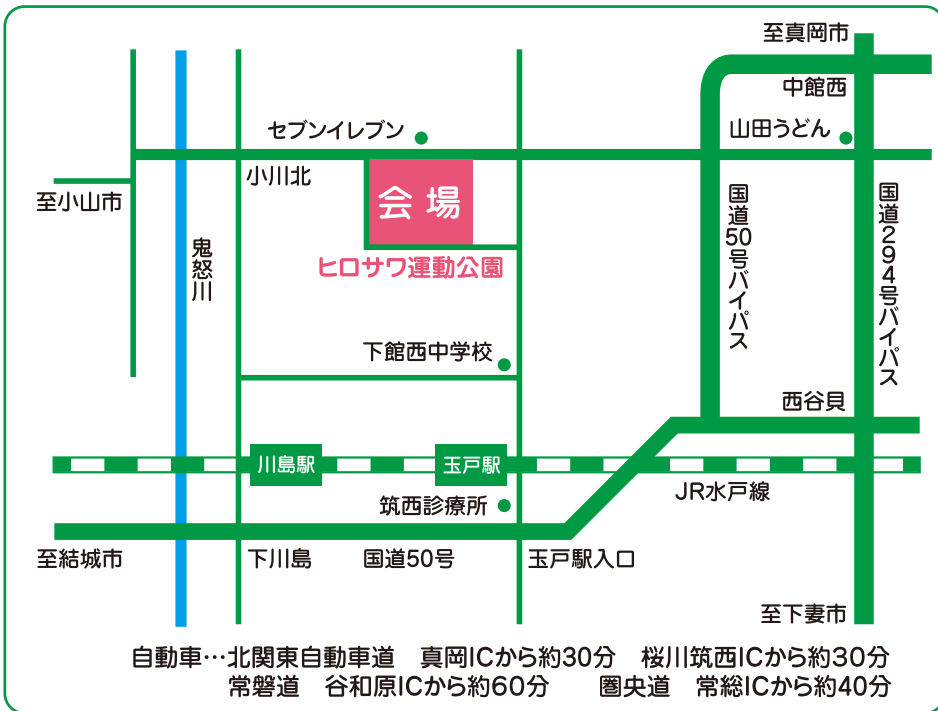 至真岡市
中館西
セブンイレブン
山田うどん
小川北
至小山市
会場
国道50号バイパス
国道294号バイパス
鬼怒川
ヒロサワ運動公園
下館西中学校
西谷貝
川島駅
玉戸駅
JR水戸線
筑西診療所
至結城市
下川島
国道50号
玉戸駅入口
至下妻市
自動車…北関東自動車道 真岡ICから約30分 桜川筑西ICから約30分
常磐道 谷和原ICから約60分 圏央道 常総ICから約40分